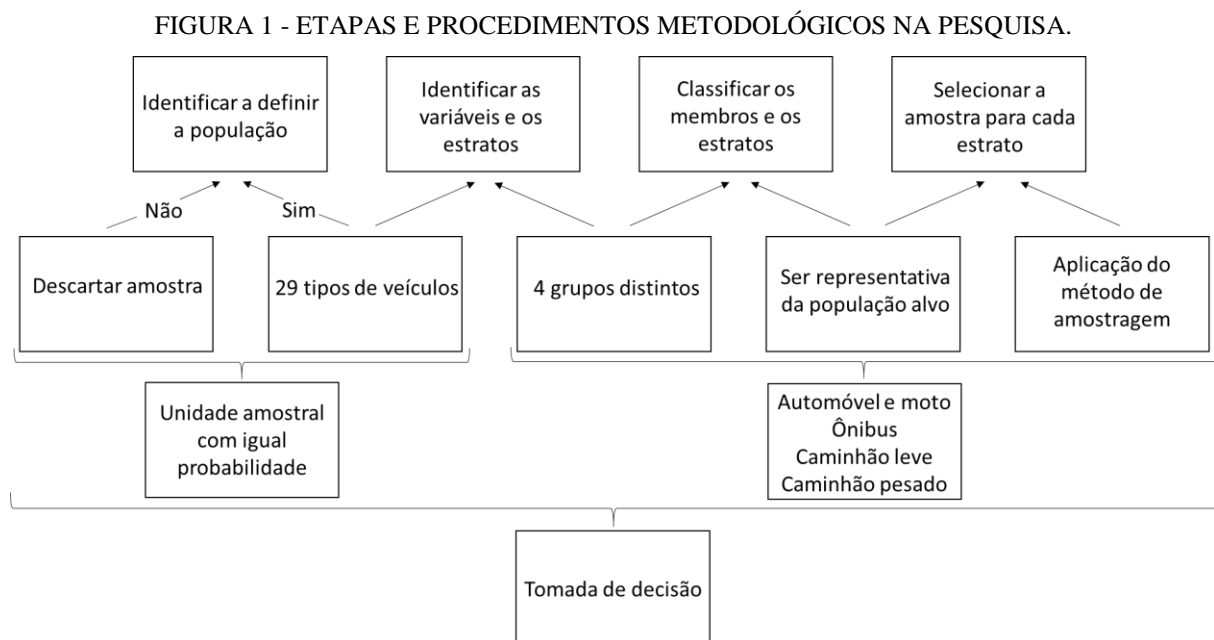 FIGURA 1 - ETAPAS E PROCEDIMENTOS METODOLÓGICOS NA PESQUISA.
Identificar a definir
a população
Identificar as
variáveis e os
estratos
Classificar os
membros e os
estratos
Selecionar a
amostra para cada
estrato
Não
Sim
Descartar amostra
29 tipos de veículos
4 grupos distintos
Ser representativa
da população alvo
Aplicação do
método de
amostragem
Unidade amostral
com igual
probabilidade
Automóvel e moto
Ônibus
Caminhão leve
Caminhão pesado
Tomada de decisão